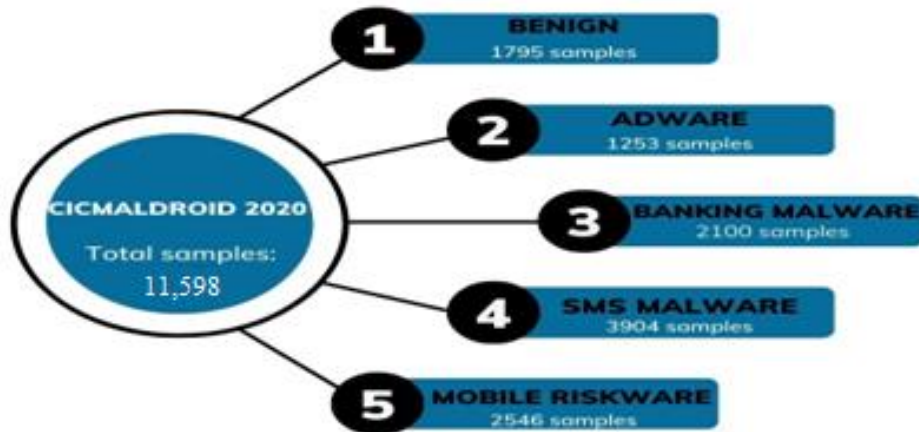 CICMALDROID 2020
Total samples:
11,598
1
BENIGN
1795 samples
2
ADWARE
1253 samples
3
BANKING MALWARE
2100 samples
4
SMS MALWARE
3904 samples
5
MOBILE RISKWARE
2546 samples